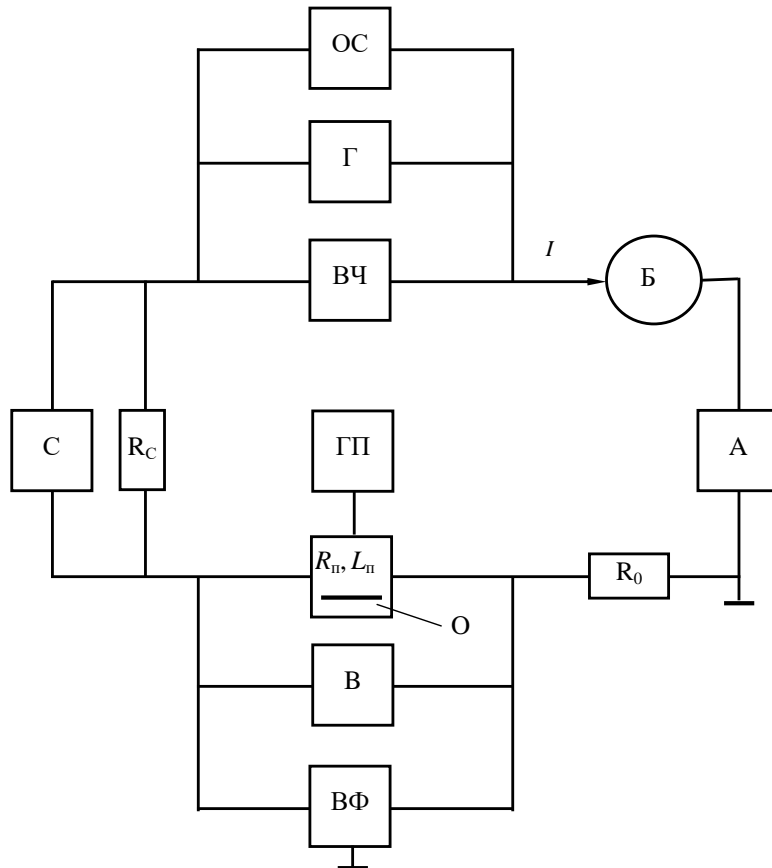 ОС
Г
ВЧ
I
Б
С
R_C
ГП
А
R_п, L_п
R_0
О
В
ВФ